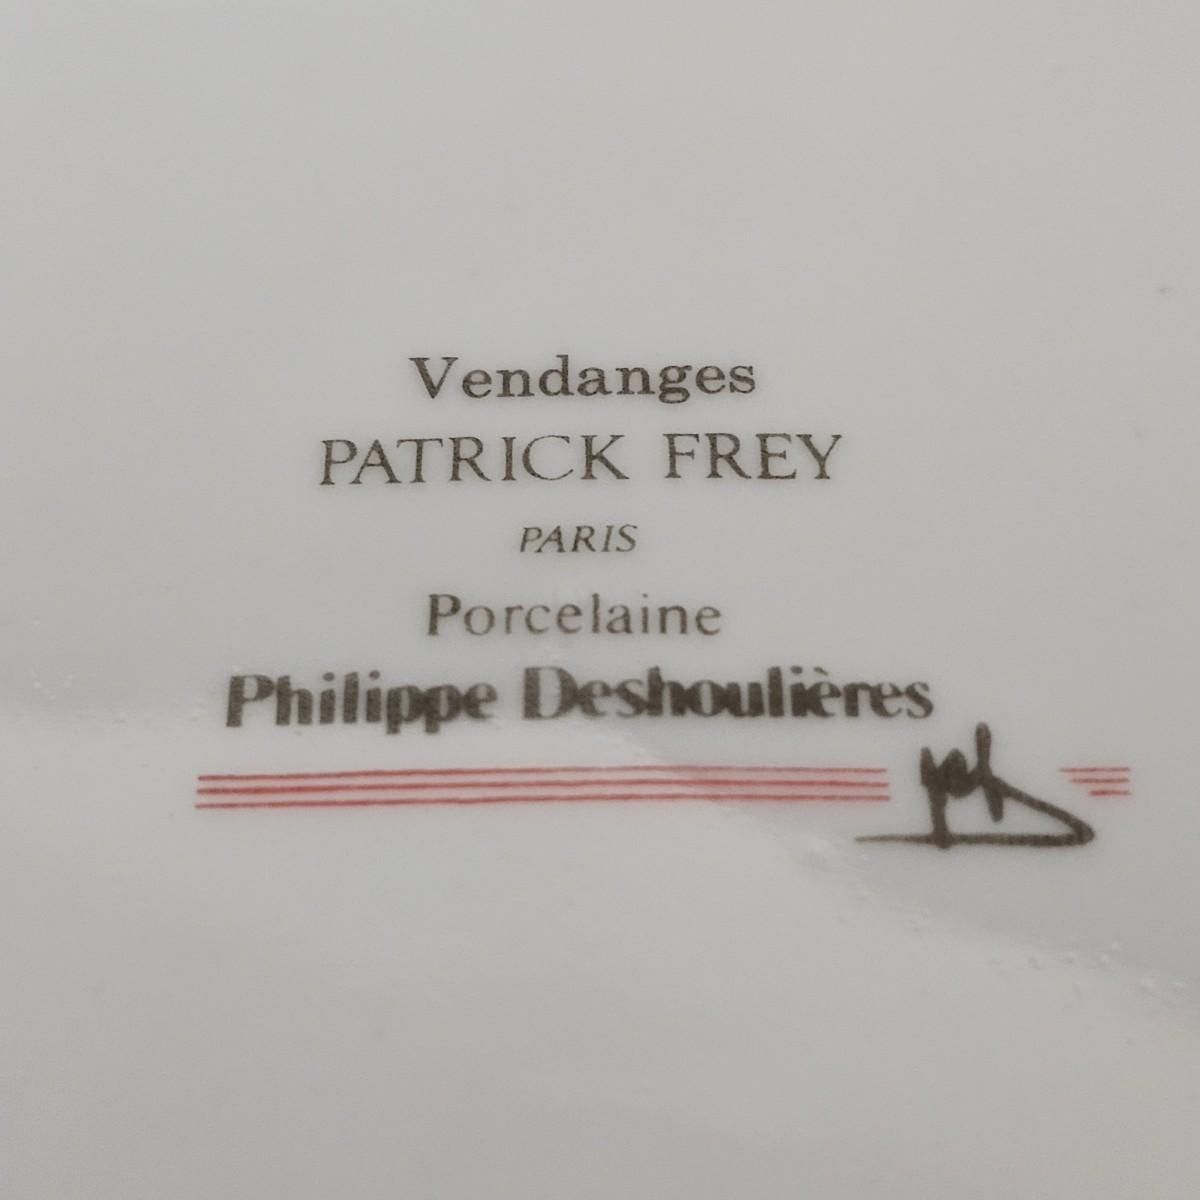 Vendanges
PATRICK FREY
PARIS
Porcelaine
Philippe Deshoulières